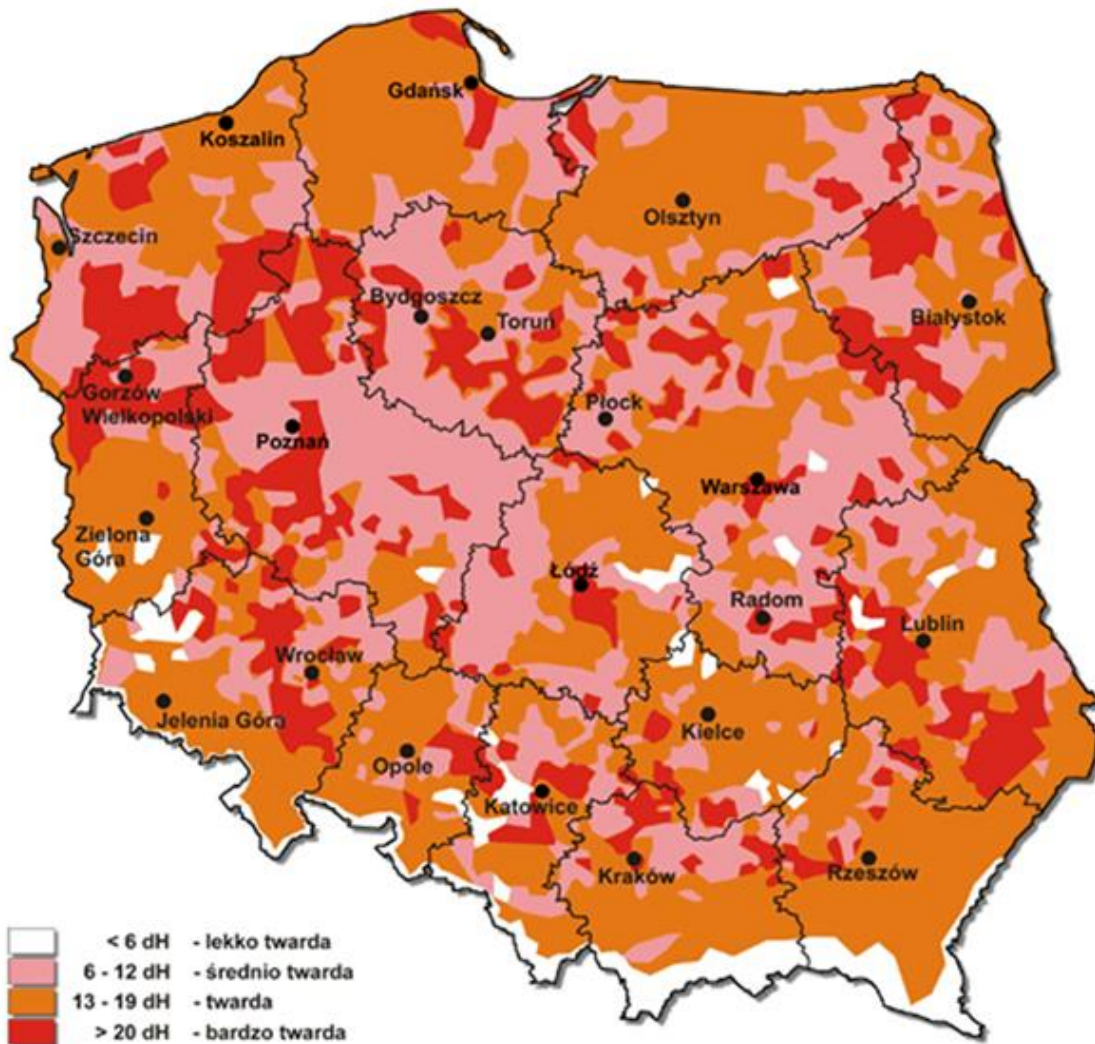 Gdańsk
Koszalin
Olsztyn
Szczecin
Bydgoszcz
Toruń
Białystok
Gorzów
Wielkopolski
Płock
Poznań
Warszawa
Zielona
Góra
Łódź
Radom
Lublin
Wrocław
Jelenia Góra
Kielce
Opole
Katowice
Kraków
Rzeszów
< 6 dH - lekko twarda
6 - 12 dH - średnio twarda
13 - 19 dH - twarda
> 20 dH - bardzo twarda